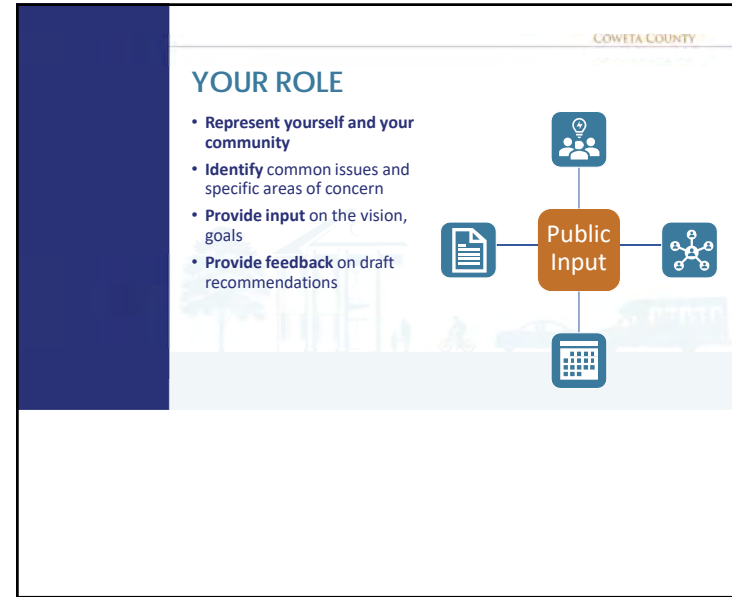 COWETA COUNTY
YOUR ROLE
• Represent yourself and your
community
• Identify common issues and
specific areas of concern
• Provide input on the vision,
goals
• Provide feedback on draft
recommendations
Public
Input